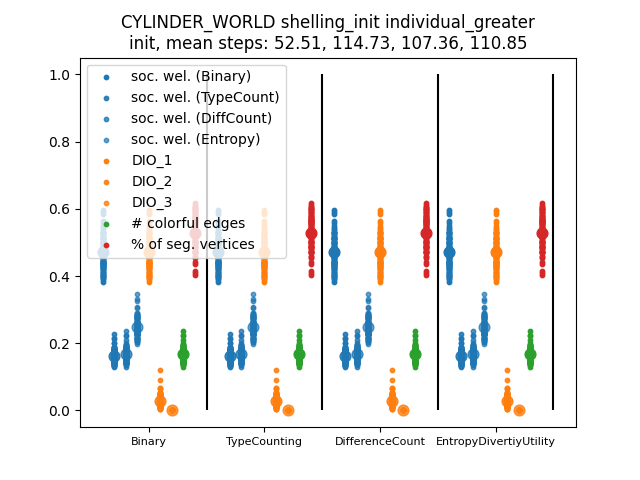 CYLINDER_WORLD shelling_init individual_greater
init, mean steps: 52.51, 114.73, 107.36, 110.85
1.0
0.8
0.6
0.4
0.2
0.0
soc. wel. (Binary)
soc. wel. (TypeCount)
soc. wel. (DiffCount)
soc. wel. (Entropy)
DIO_1
DIO_2
DIO_3
# colorful edges
% of seg. vertices
Binary
TypeCounting
DifferenceCount
EntropyDivertiyUtility